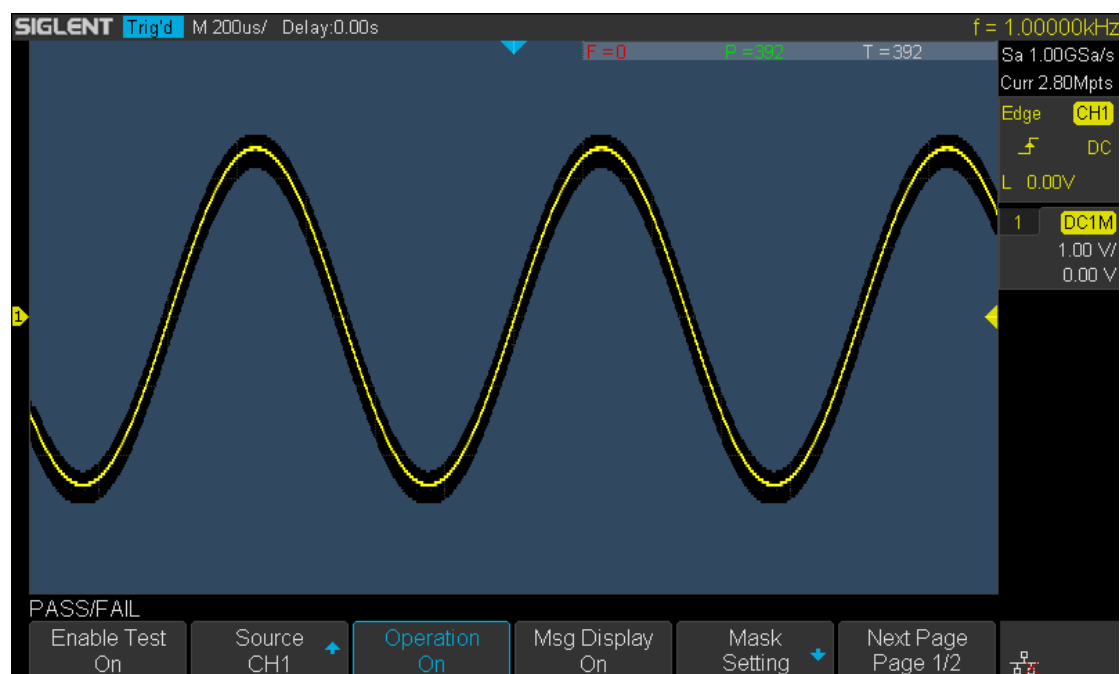 SIGLENT Trig'd M 200us/ Delay:0.00s f = 1.00000kHz
F =0 P =392 T =392
Sa 1.00GSa/s
Curr 2.80Mpts
Edge CH1
DC
L 0.00V
1 DC1M
1.00 V/
0.00 V
1
PASS/FAIL
Enable Test Source Operation Msg Display Mask Next Page
On CH1 On On Setting Page 1/2